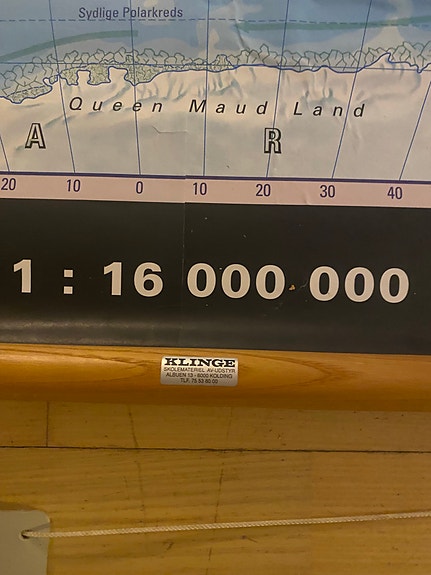 Sydlige Polarkreds
Queen Maud Land
A R
20 10 0 10 20 30 40
1 : 16 000 000
KLINGE
SKOLEMATERIEL AV-UDSTYR
ALBUEN 13 - 6000 KOLDING
TLF. 75 53 80 00